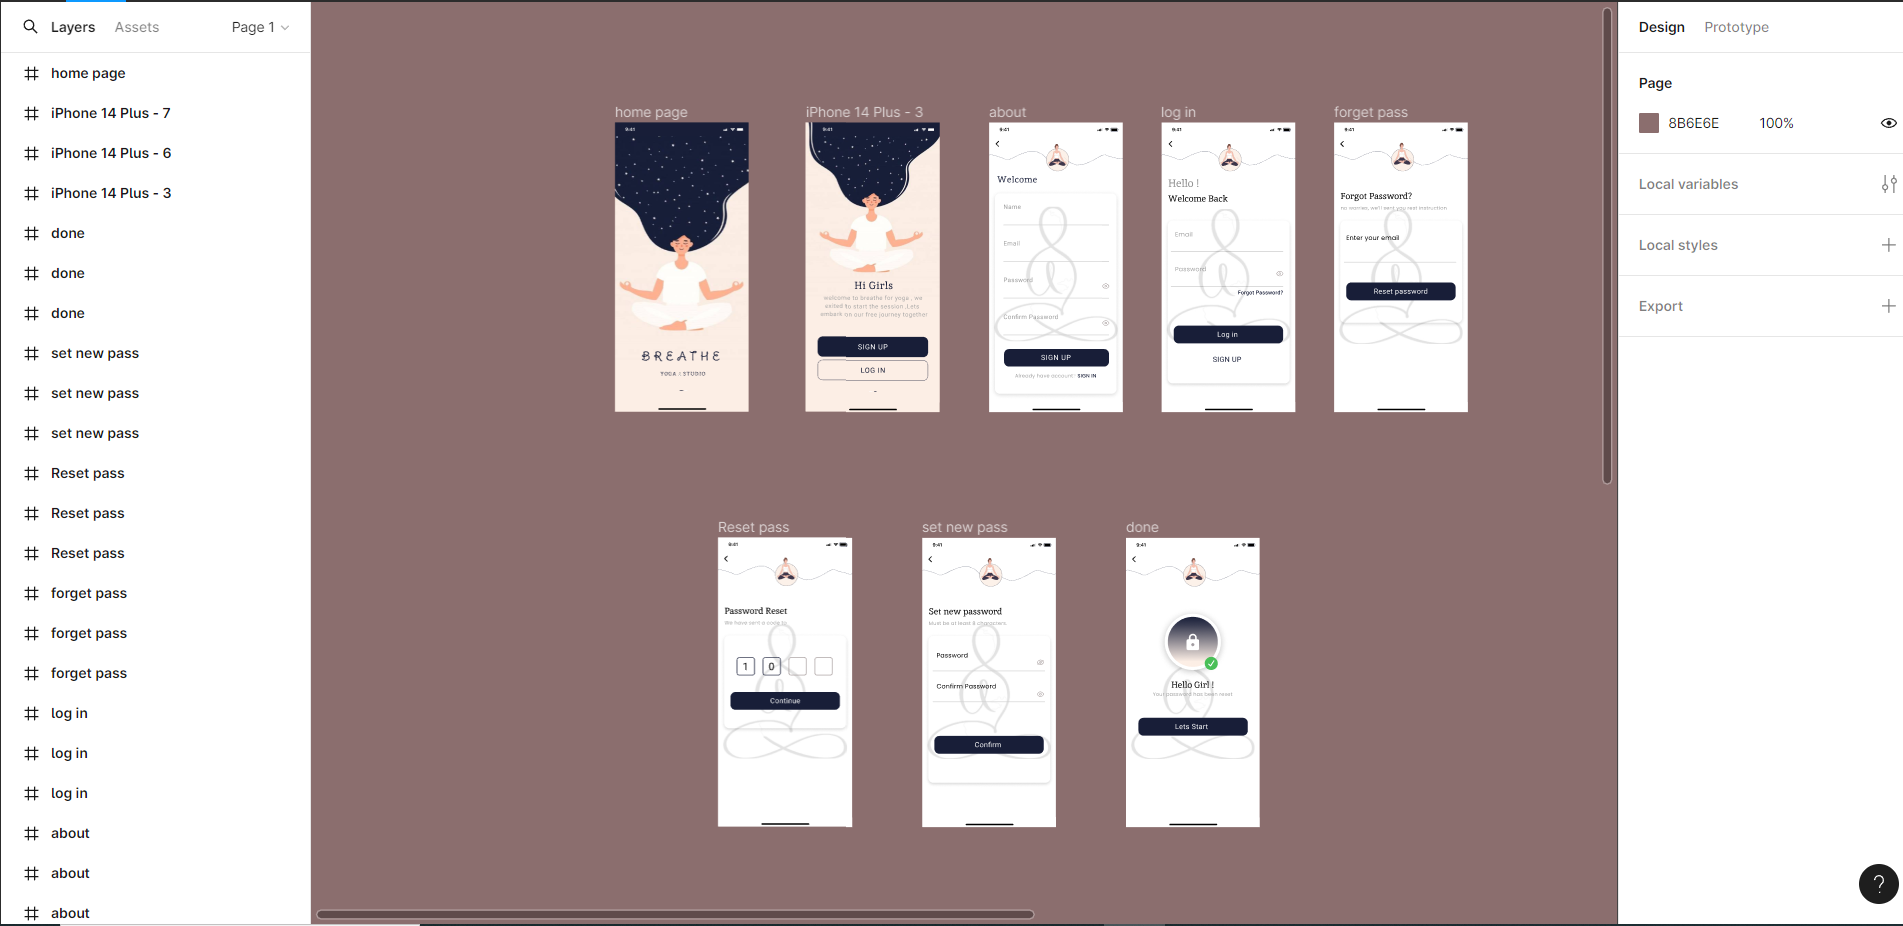 Layers Assets Page 1
home page
iPhone 14 Plus - 7
iPhone 14 Plus - 6
iPhone 14 Plus - 3
done
done
done
set new pass
set new pass
set new pass
Reset pass
Reset pass
Reset pass
forget pass
forget pass
forget pass
log in
log in
log in
about
about
about
home page
9:41
BREATHE
YOGA & STUDIO
iPhone 14 Plus - 3
9:41
Hi Girls
welcome to breathe for yoga , we
exited to start the session .Lets
embark on our free journey together
SIGN UP
LOG IN
about
9:41
Welcome
Name
Email
Password
Confirm Password
SIGN UP
Already have account? SIGN IN
log in
9:41
Hello !
Welcome Back
Email
Password
Forgot Password?
Log in
SIGN UP
forget pass
9:41
Forgot Password?
no worries, we'll sent you
Enter your email
Reset password
Reset pass
9:41
Password Reset
We have sent a code to
1 0
Continue
set new pass
9:41
Set new password
Must be at least 8 characters.
Password
Confirm Password
Confirm
done
9:41
Hello Girl !
Your password has been reset
Lets Start
Design Prototype
Page
8B6E6E 100%
Local variables
Local styles
Export
?